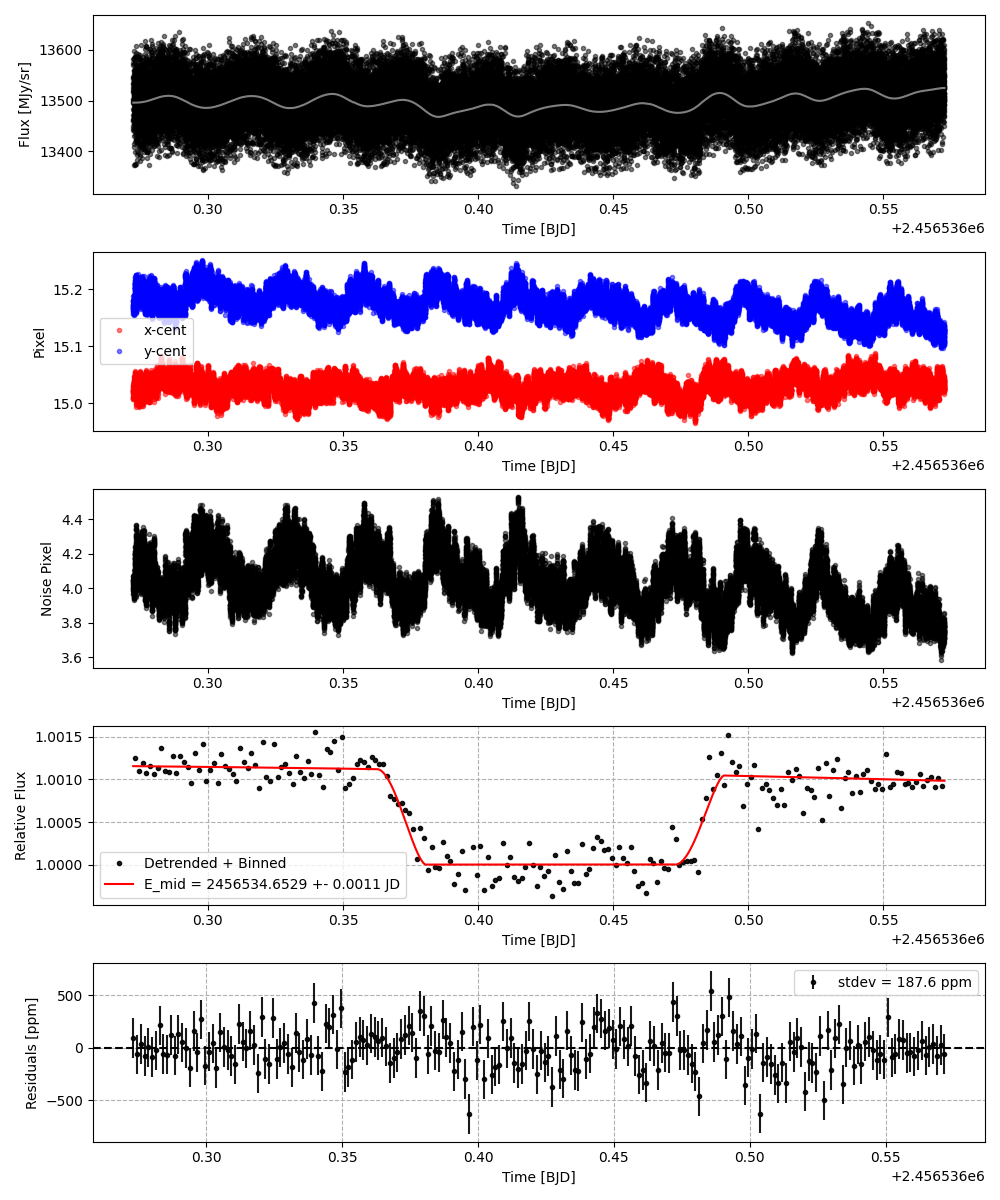 13600
13500
13400
Flux [MJy/sr]
0.30 0.35 0.40 0.45 0.50 0.55
Time [BJD]
+2.456536e6
15.2
15.1
15.0
Pixel
x-cent
y-cent
0.30 0.35 0.40 0.45 0.50 0.55
Time [BJD]
+2.456536e6
4.4
4.2
4.0
3.8
3.6
Noise Pixel
0.30 0.35 0.40 0.45 0.50 0.55
Time [BJD]
+2.456536e6
1.0015
1.0010
1.0005
1.0000
Relative Flux
Detrended + Binned
E_mid = 2456534.6529 +- 0.0011 JD
0.30 0.35 0.40 0.45 0.50 0.55
Time [BJD]
+2.456536e6
500
0
−500
Residuals [ppm]
stdev = 187.6 ppm
0.30 0.35 0.40 0.45 0.50 0.55
Time [BJD]
+2.456536e6